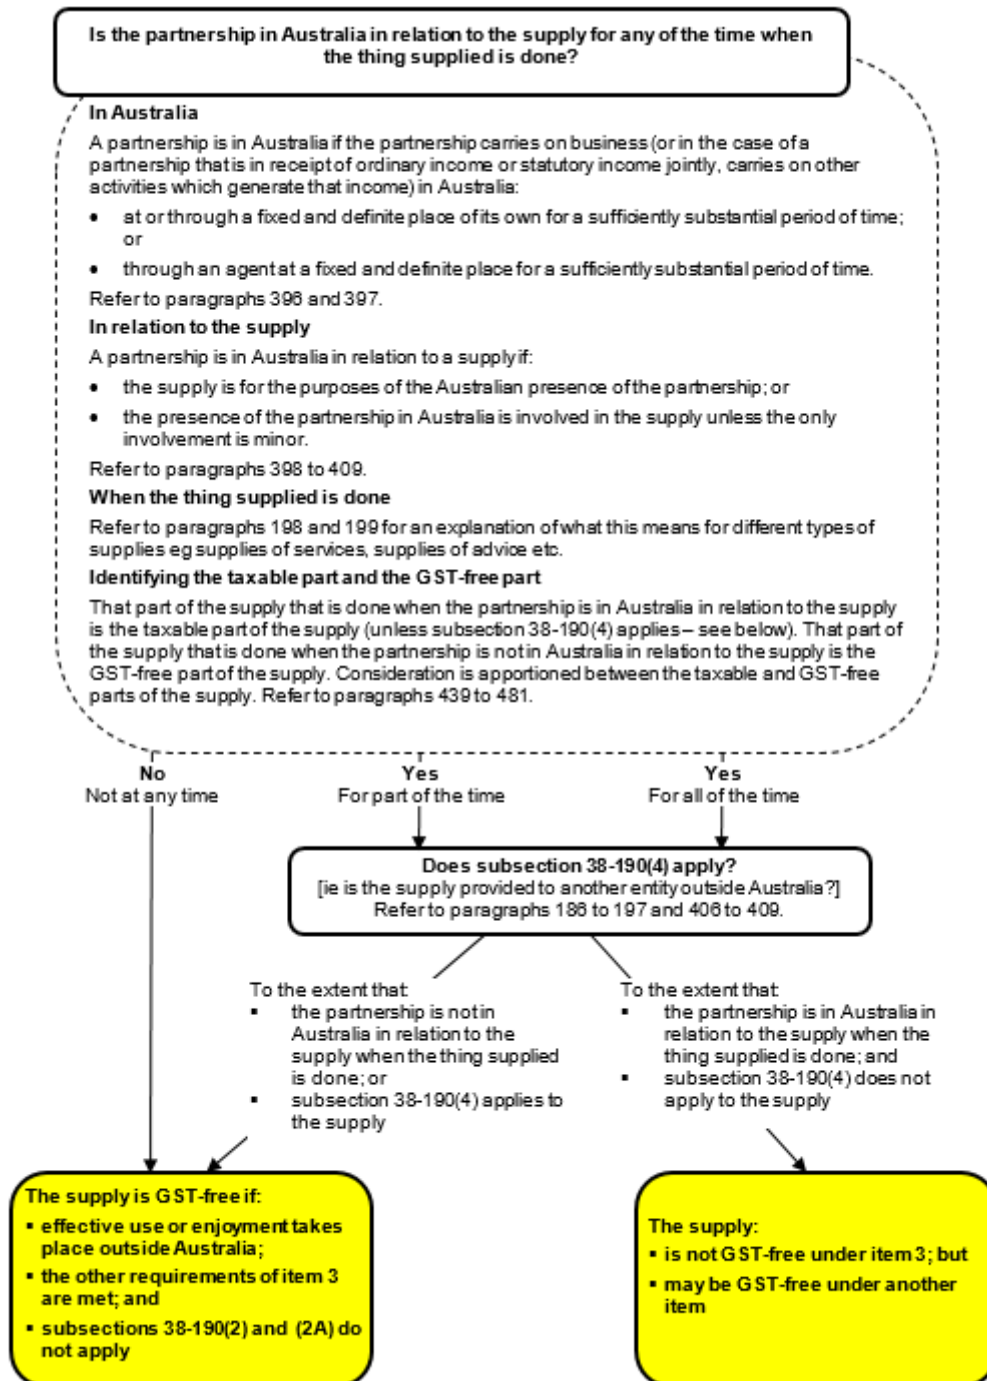 Is the partnership in Australia in relation to the supply for any of the time when
the thing supplied is done?
In Australia
A partnership is in Australia if the partnership carries on business (or in the case of a
partnership that is in receipt of ordinary income or statutory income jointly, carries on other
activities which generate that income) in Australia:
• at or through a fixed and definite place of its own for a sufficiently substantial period of time;
or
• through an agent at a fixed and definite place for a sufficiently substantial period of time.
Refer to paragraphs 396 and 397.
In relation to the supply
A partnership is in Australia in relation to a supply if:
• the supply is for the purposes of the Australian presence of the partnership; or
• the presence of the partnership in Australia is involved in the supply unless the only
involvement is minor.
Refer to paragraphs 398 to 409.
When the thing supplied is done
Refer to paragraphs 198 and 199 for an explanation of what this means for different types of
supplies eg supplies of services, supplies of advice etc.
Identifying the taxable part and the GST-free part
That part of the supply that is done when the partnership is in Australia in relation to the supply
is the taxable part of the supply (unless subsection 38-190(4) applies – see below). That part of
the supply that is done when the partnership is not in Australia in relation to the supply is the
GST-free part of the supply. Consideration is apportioned between the taxable and GST-free
parts of the supply. Refer to paragraphs 439 to 481.
No
Not at any time
Yes
For part of the time
Yes
For all of the time
Does subsection 38-190(4) apply?
[ie is the supply provided to another entity outside Australia?]
Refer to paragraphs 186 to 197 and 406 to 409.
To the extent that:
▪ the partnership is not in
Australia in relation to the
supply when the thing supplied
is done; or
▪ subsection 38-190(4) applies to
the supply
To the extent that:
▪ the partnership is in Australia in
relation to the supply when the
thing supplied is done; and
▪ subsection 38-190(4) does not
apply to the supply
The supply is GST-free if:
▪ effective use or enjoyment takes
place outside Australia;
▪ the other requirements of item 3
are met; and
▪ subsections 38-190(2) and (2A) do
not apply
The supply:
▪ is not GST-free under item 3; but
▪ may be GST-free under another
item